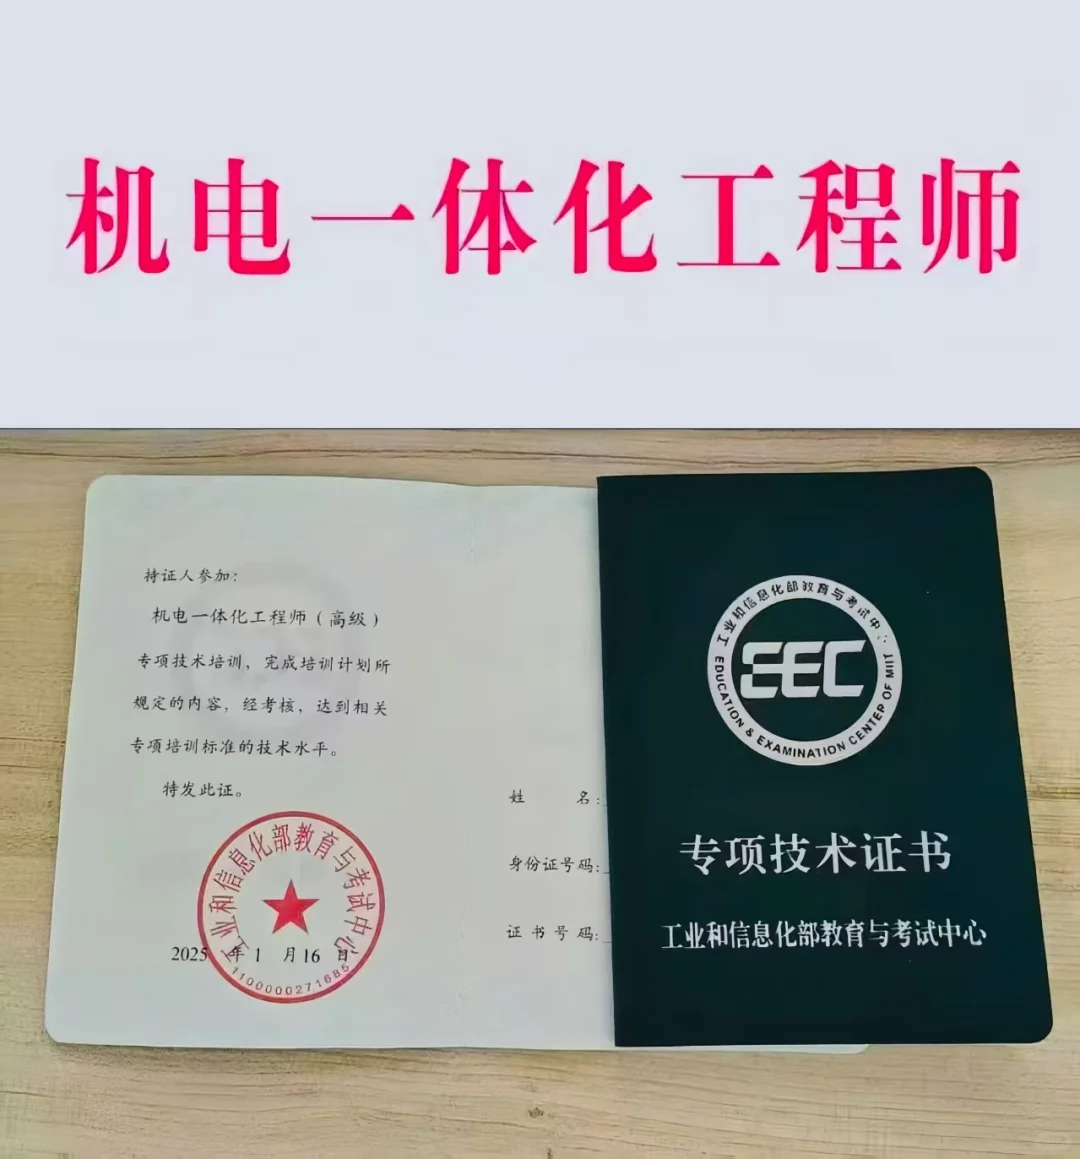 机电一体化工程师
持证人参加：
机电一体化工程师（高级）
专项技术培训，完成培训计划所
规定的内容，经考核，达到相关
专项培训标准的技术水平。
特发此证。
工业和信息化部教育与考试中心
2025 年 1 月 16 日
1100000271685
姓 名：
身份证号码：
证书号码：
工业和信息化部教育与考试中心
EEC
EDUCATION & EXAMINATION CENTER OF MIIT
专项技术证书
工业和信息化部教育与考试中心